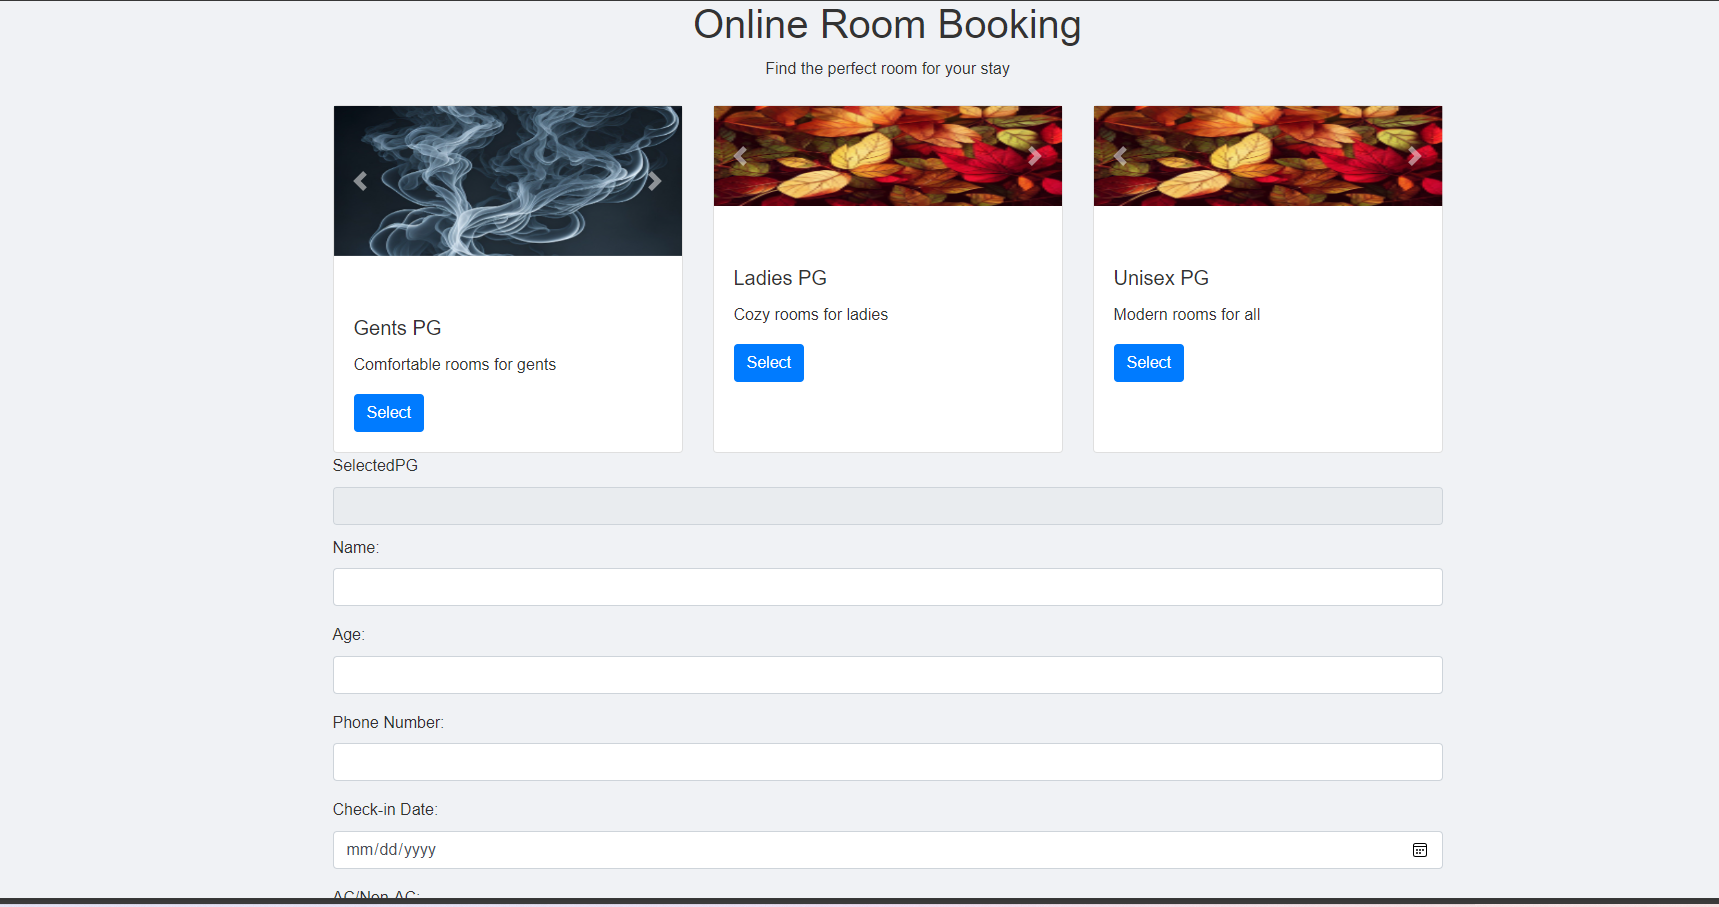 Online Room Booking
Find the perfect room for your stay
Gents PG
Comfortable rooms for gents
Select
Ladies PG
Cozy rooms for ladies
Select
Unisex PG
Modern rooms for all
Select
SelectedPG
Name:
Age:
Phone Number:
Check-in Date:
mm/dd/yyyy
AC/Non-AC: